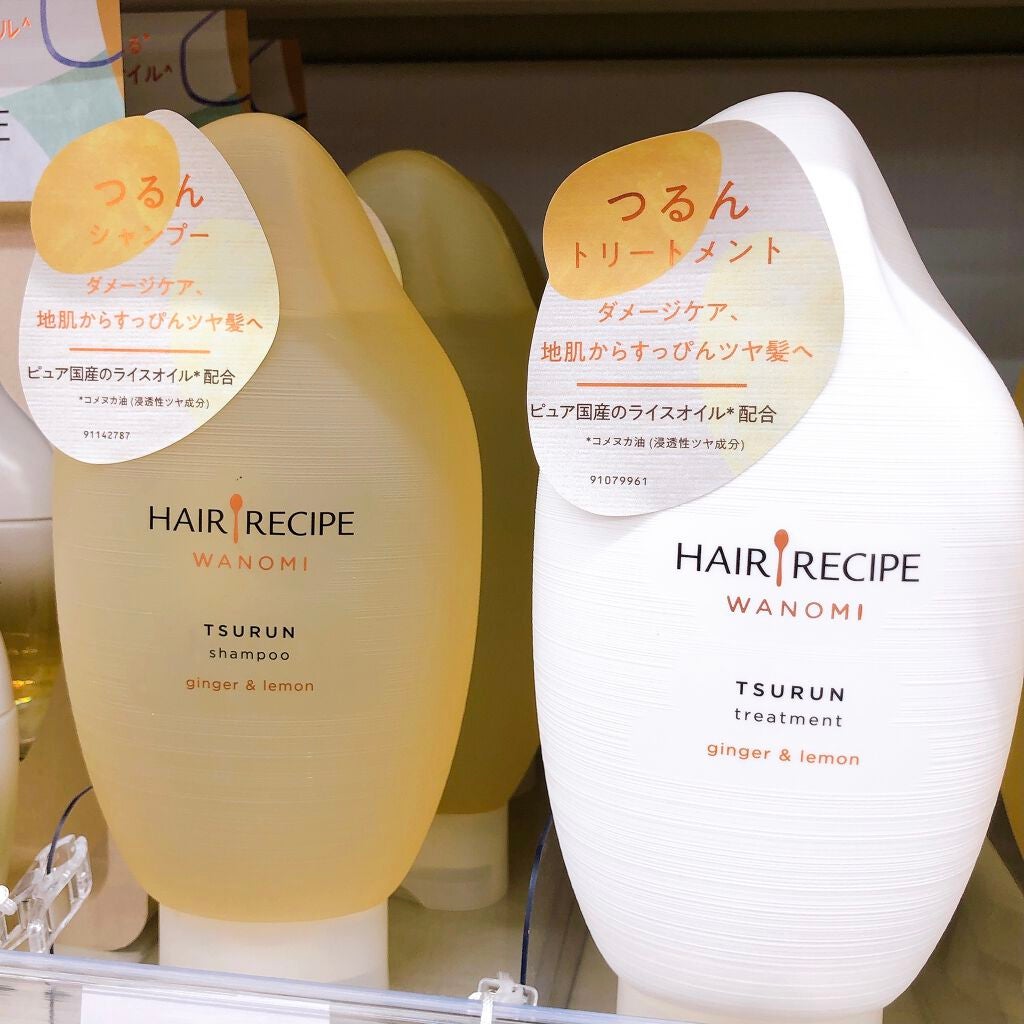 ル^
る*
イル^
つるん
シャンプー
ダメージケア、
地肌からすっぴんツヤ髪へ
ピュア国産のライスオイル*配合
*コメヌカ油(浸透性ツヤ成分)
91142787
HAIR RECIPE
WANOMI
TSURUN
shampoo
ginger & lemon
つるん
トリートメント
ダメージケア、
地肌からすっぴんツヤ髪へ
ピュア国産のライスオイル*配合
*コメヌカ油(浸透性ツヤ成分)
91079961
HAIR RECIPE
WANOMI
TSURUN
treatment
ginger & lemon